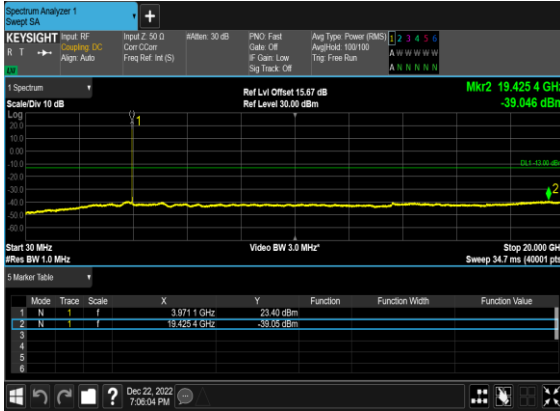 Spectrum Analyzer 1
Swept SA
+
KEYSIGHT Input: RF Input Z: 50 Ω #Atten: 30 dB PNO: Fast Avg Type: Power (RMS) 1 2 3 4 5 6
R T Coupling: DC Corr CCorr Gate: Off Avg|Hold: 100/100 A W W W W W
Align: Auto Freq Ref: Int (S) IF Gain: Low Trig: Free Run
Sig Track: Off A N N N N N
1 Spectrum Ref Lvl Offset 15.67 dB Mkr2 19.425 4 GHz
Scale/Div 10 dB Ref Level 30.00 dBm -39.046 dBm
Log
20.0
10.0
0.00
-10.0
-20.0
-30.0
-40.0
-50.0
-60.0
1
DL1 -13.00 dBm
2
Start 30 MHz Video BW 3.0 MHz* Stop 20.000 GHz
#Res BW 1.0 MHz Sweep 34.7 ms (40001 pts)
5 Marker Table
Mode Trace Scale X Y Function Function Width Function Value
1 N 1 f 3.971 1 GHz 23.40 dBm
2 N 1 f 19.425 4 GHz -39.05 dBm
3
4
5
6
? Dec 22, 2022
7:06:04 PM